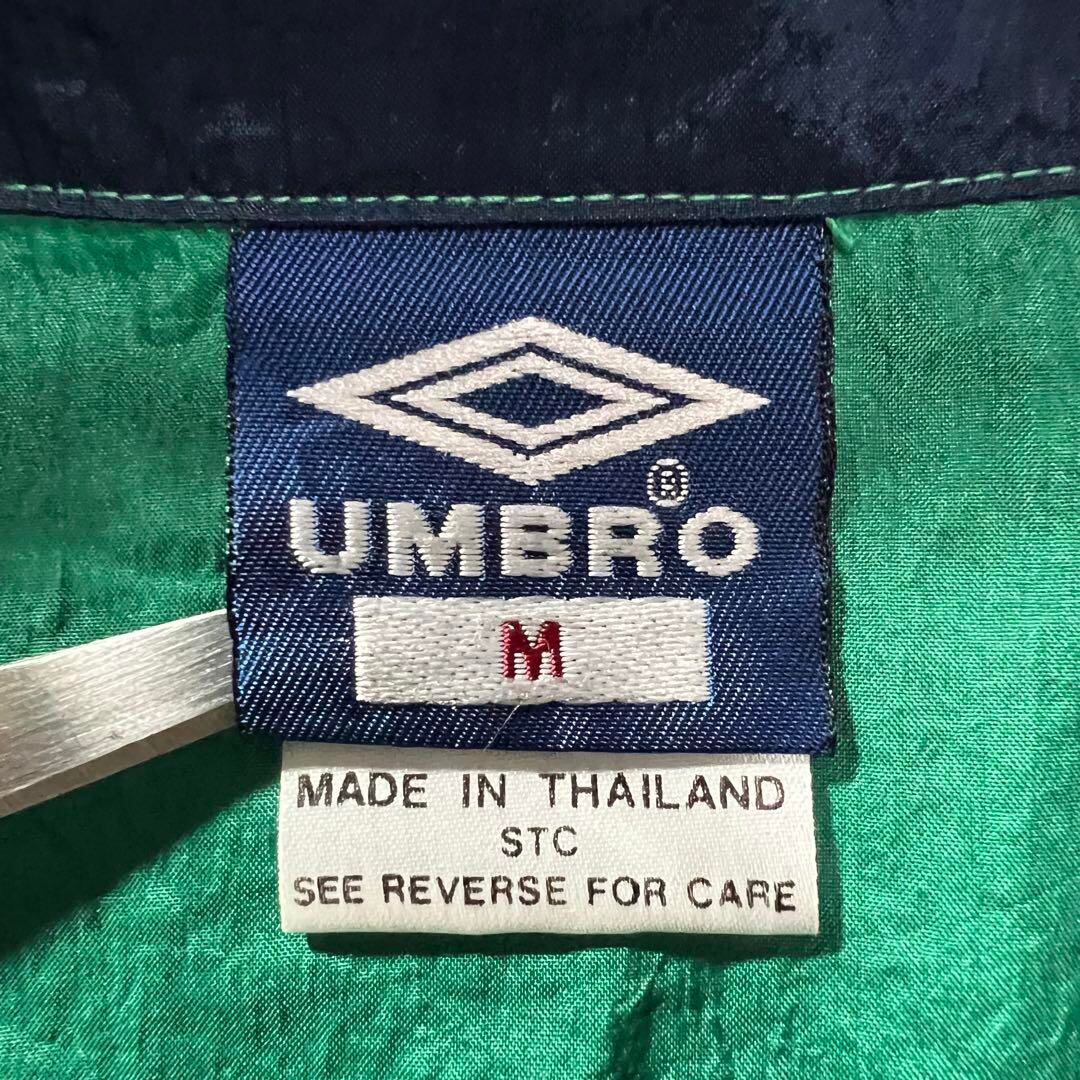 UMBRO®
M
MADE IN THAILAND
STC
SEE REVERSE FOR CARE